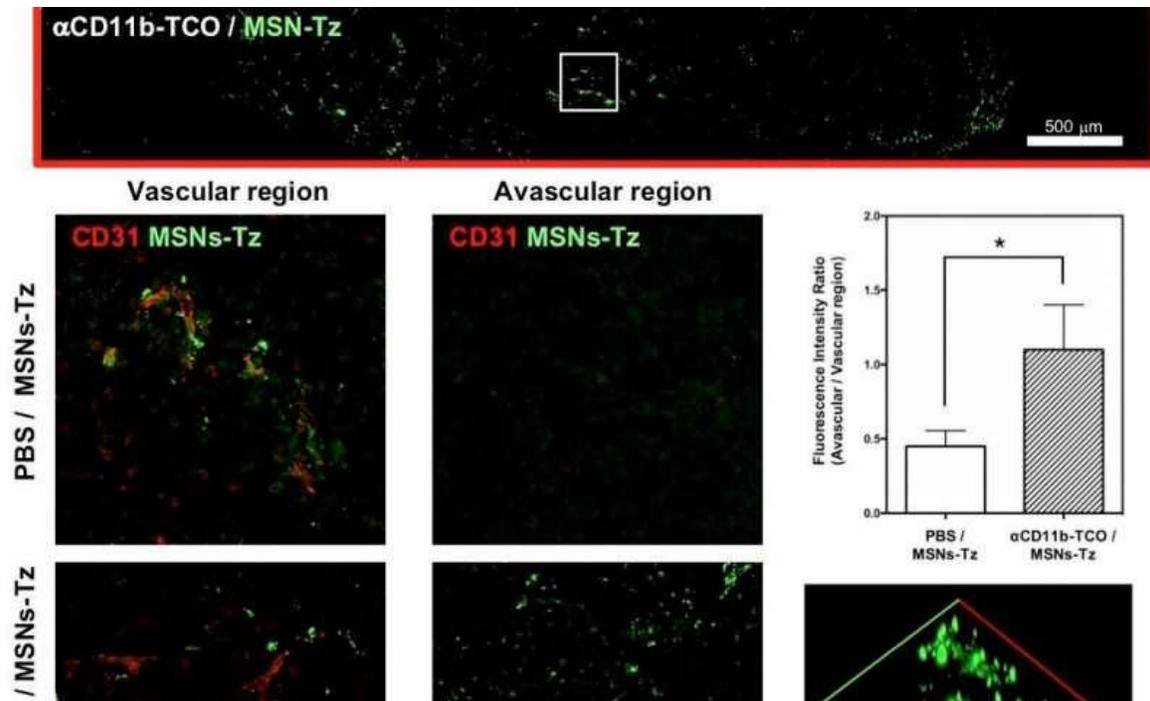 αCD11b-TCO / MSN-Tz
500 μm
Vascular region
Avascular region
PBS / MSNs-Tz
CD31 MSNs-Tz
CD31 MSNs-Tz
Fluorescence Intensity Ratio
(Avascular / Vascular region)
2.0
1.5
1.0
0.5
0.0
*
PBS /
MSNs-Tz
αCD11b-TCO /
MSNs-Tz
/ MSNs-Tz